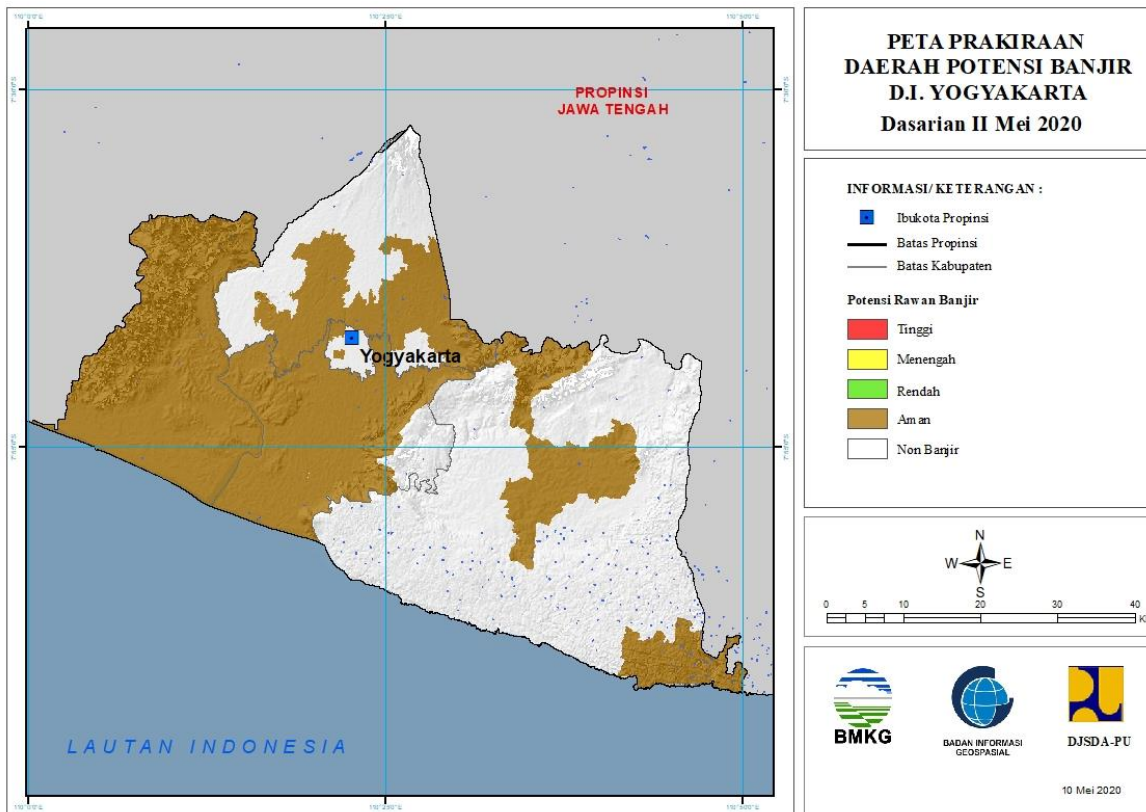 PETA PRAKIRAAN
DAERAH POTENSI BANJIR
D.I. YOGYAKARTA
Dasarian II Mei 2020
PROPINSI
JAWA TENGAH
Yogyakarta
LAUTAN INDONESIA
INFORMASI/ KETERANGAN :
Ibukota Propinsi
Batas Propinsi
Batas Kabupaten
Potensi Rawan Banjir
Tinggi
Menengah
Rendah
Aman
Non Banjir
N
W E
S
0 5 10 20 30 40
BMKG
BADAN INFORMASI
GEOSPASIAL
DJSDA-PU
10 Mei 2020